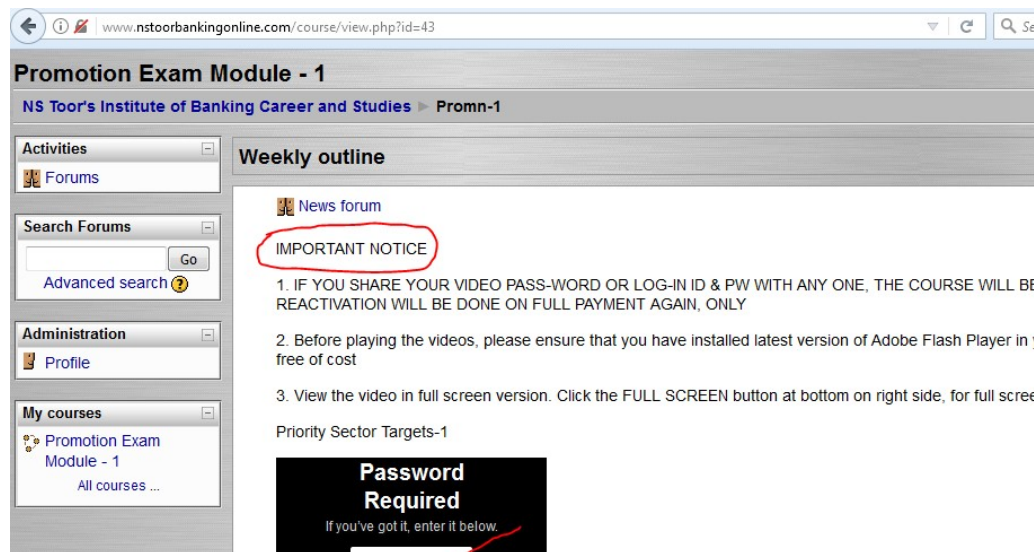 www.nstoorbankingonline.com/course/view.php?id=43
Promotion Exam Module - 1
NS Toor's Institute of Banking Career and Studies ► Promn-1
Activities
Forums
Search Forums
Go
Advanced search ?
Administration
Profile
My courses
Promotion Exam
Module - 1
All courses ...
Weekly outline
News forum
IMPORTANT NOTICE
1. IF YOU SHARE YOUR VIDEO PASS-WORD OR LOG-IN ID & PW WITH ANY ONE, THE COURSE WILL BE
REACTIVATION WILL BE DONE ON FULL PAYMENT AGAIN, ONLY
2. Before playing the videos, please ensure that you have installed latest version of Adobe Flash Player in
free of cost
3. View the video in full screen version. Click the FULL SCREEN button at bottom on right side, for full scree
Priority Sector Targets-1
Password
Required
If you've got it, enter it below.